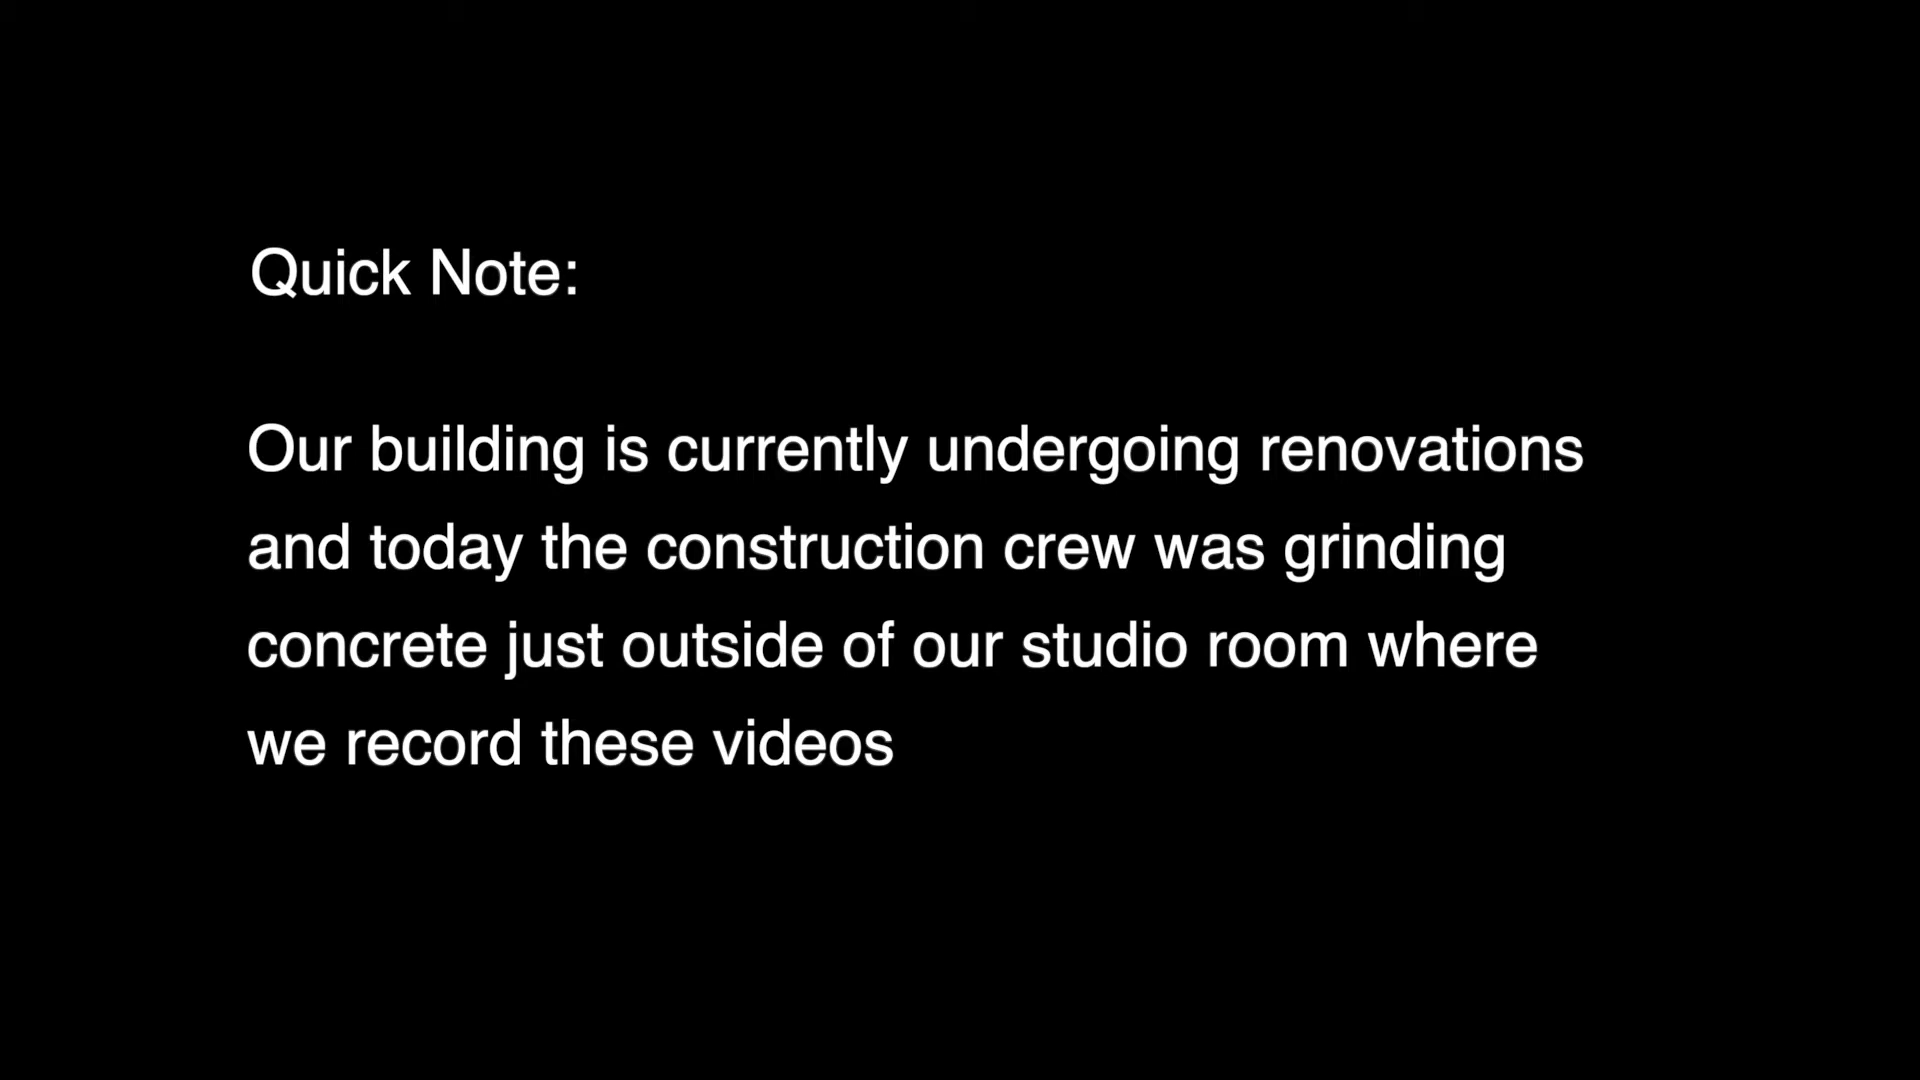 Quick Note:
Our building is currently undergoing renovations
and today the construction crew was grinding
concrete just outside of our studio room where
we record these videos